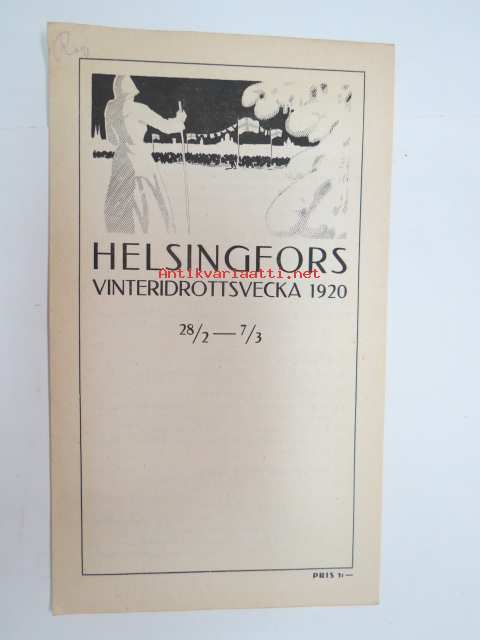 HELSINGFORS
Antikvariaatti.net
VINTERIDROTTSVECKA 1920
28/2 — 7/3
PRIS 1:—